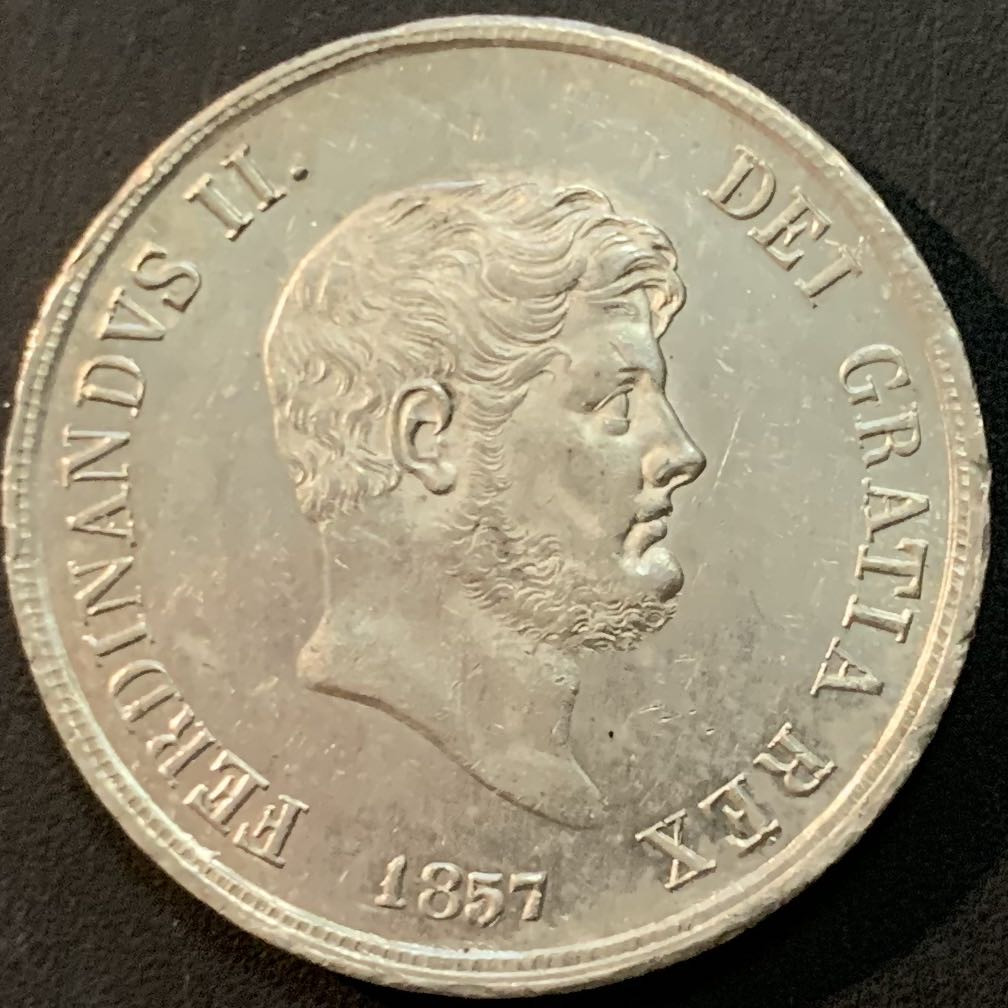 FERDINANDVS II. DEI GRATIA REX
1857